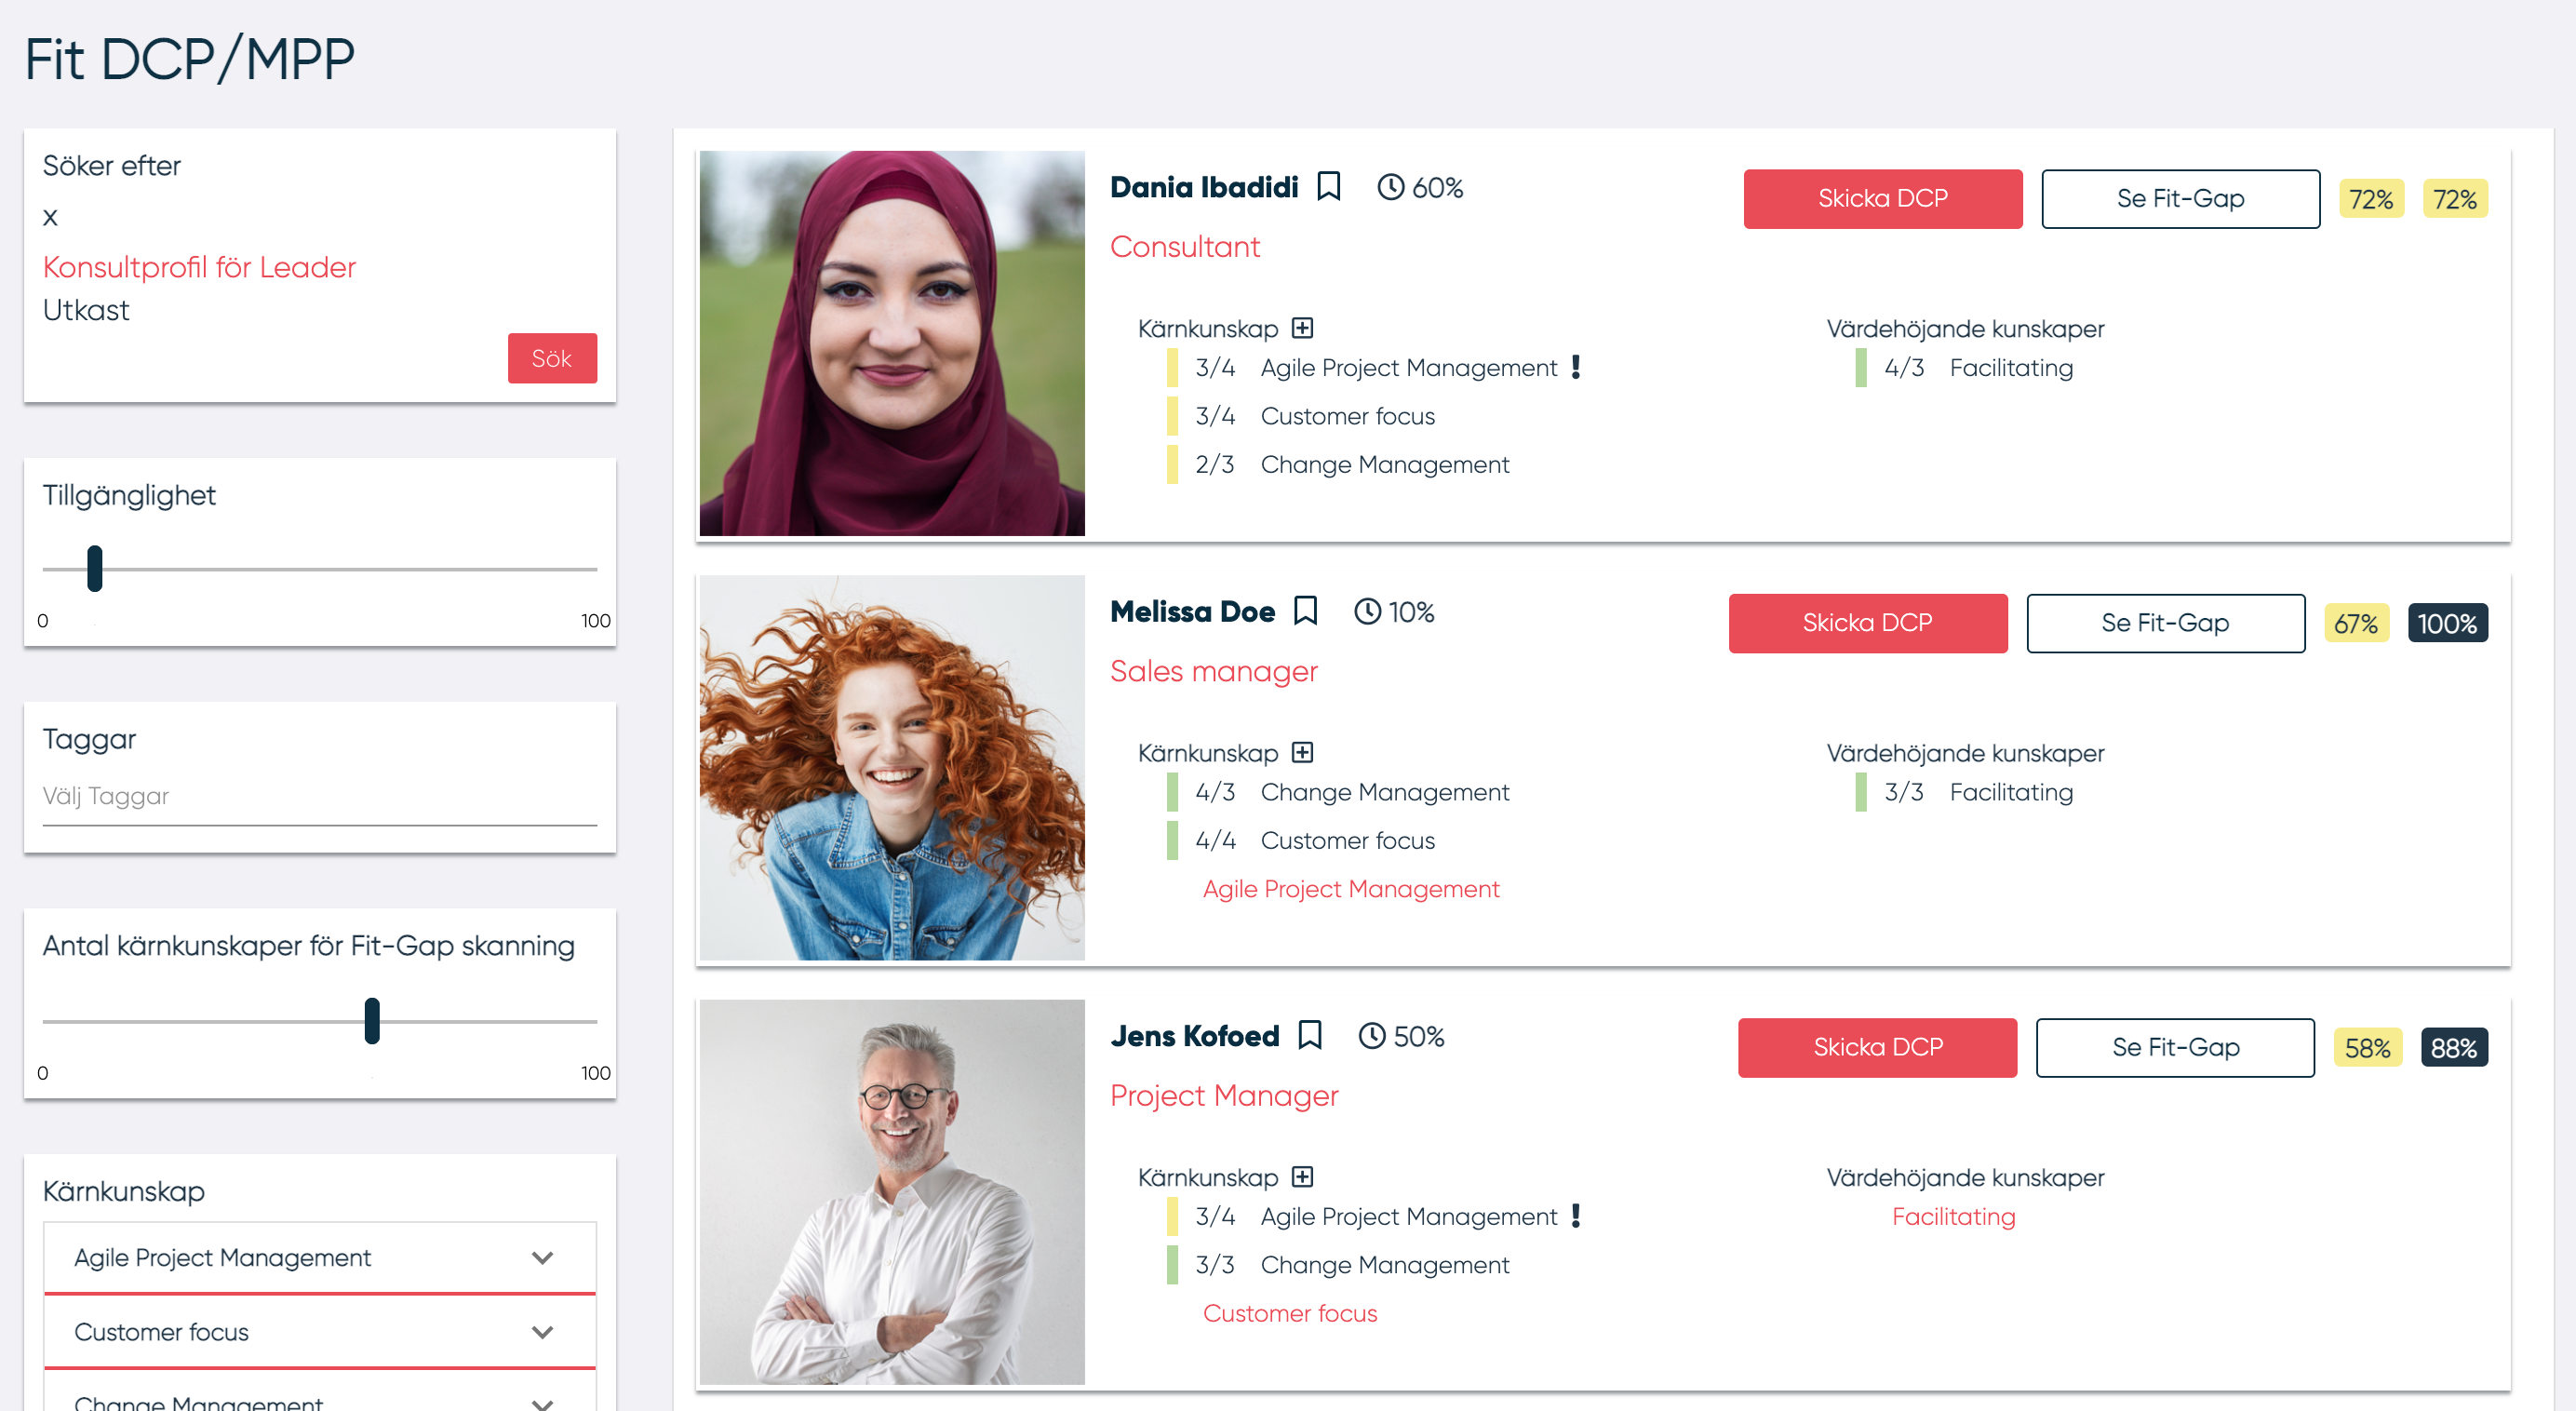 Fit DCP/MPP
Söker efter
x
Konsultprofil för Leader
Utkast
Sök
Tillgänglighet
0 100
Taggar
Välj Taggar
Antal kärnkunskaper för Fit-Gap skanning
0 100
Kärnkunskap
Agile Project Management
Customer focus
Change Management
Dania Ibadidi 60% Skicka DCP Se Fit-Gap 72% 72%
Consultant
Kärnkunskap Värdehöjande kunskaper
3/4 Agile Project Management ! 4/3 Facilitating
3/4 Customer focus
2/3 Change Management
Melissa Doe 10% Skicka DCP Se Fit-Gap 67% 100%
Sales manager
Kärnkunskap Värdehöjande kunskaper
4/3 Change Management 3/3 Facilitating
4/4 Customer focus
Agile Project Management
Jens Kofoed 50% Skicka DCP Se Fit-Gap 58% 88%
Project Manager
Kärnkunskap Värdehöjande kunskaper
3/4 Agile Project Management ! Facilitating
3/3 Change Management
Customer focus